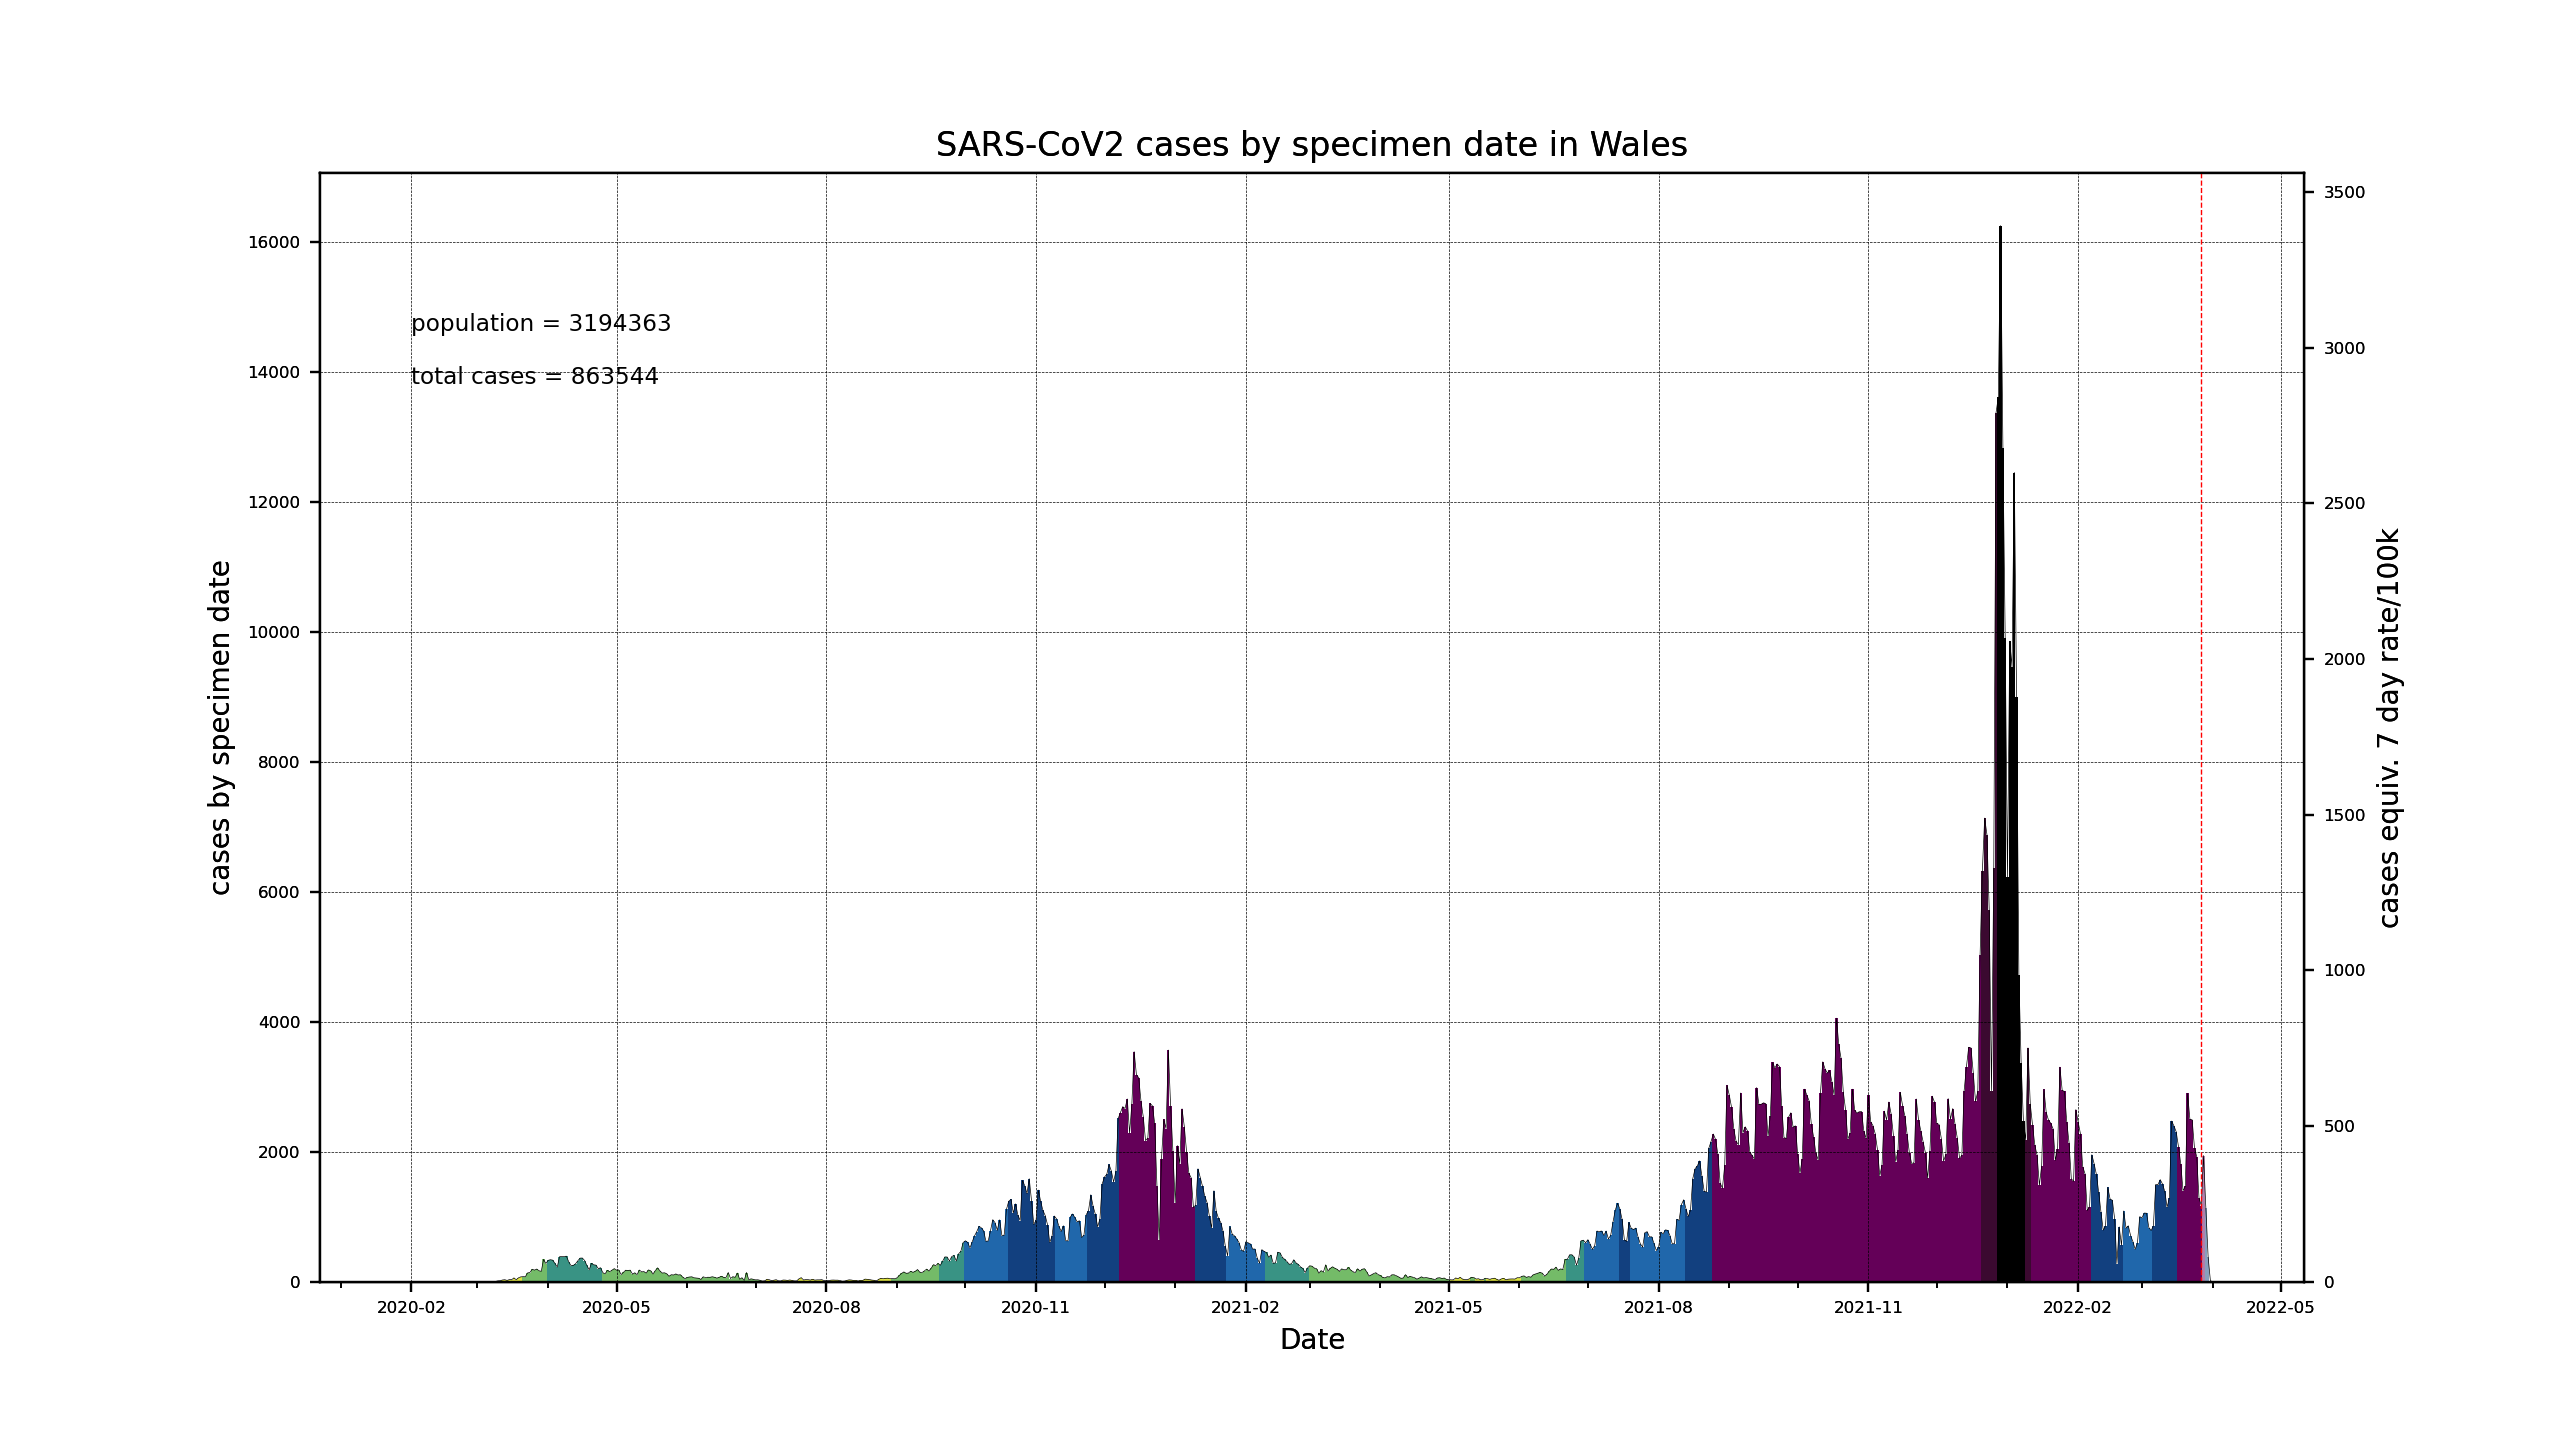 SARS-CoV2 cases by specimen date in Wales
population = 3194363
total cases = 863544
cases by specimen date
16000
14000
12000
10000
8000
6000
4000
2000
0
cases equiv. 7 day rate/100k
3500
3000
2500
2000
1500
1000
500
0
2020-02 2020-05 2020-08 2020-11 2021-02 2021-05 2021-08 2021-11 2022-02 2022-05
Date